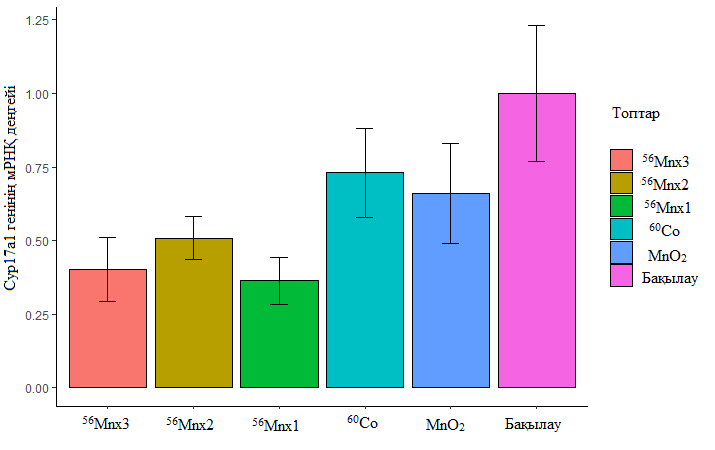 Cyp17a1 генінің мРНҚ деңгейі
1.25
1.00
0.75
0.50
0.25
0.00
⁵⁶Mnx3 ⁵⁶Mnx2 ⁵⁶Mnx1 ⁶⁰Co MnO₂ Бақылау
Топтар
⁵⁶Mnx3
⁵⁶Mnx2
⁵⁶Mnx1
⁶⁰Co
MnO₂
Бақылау